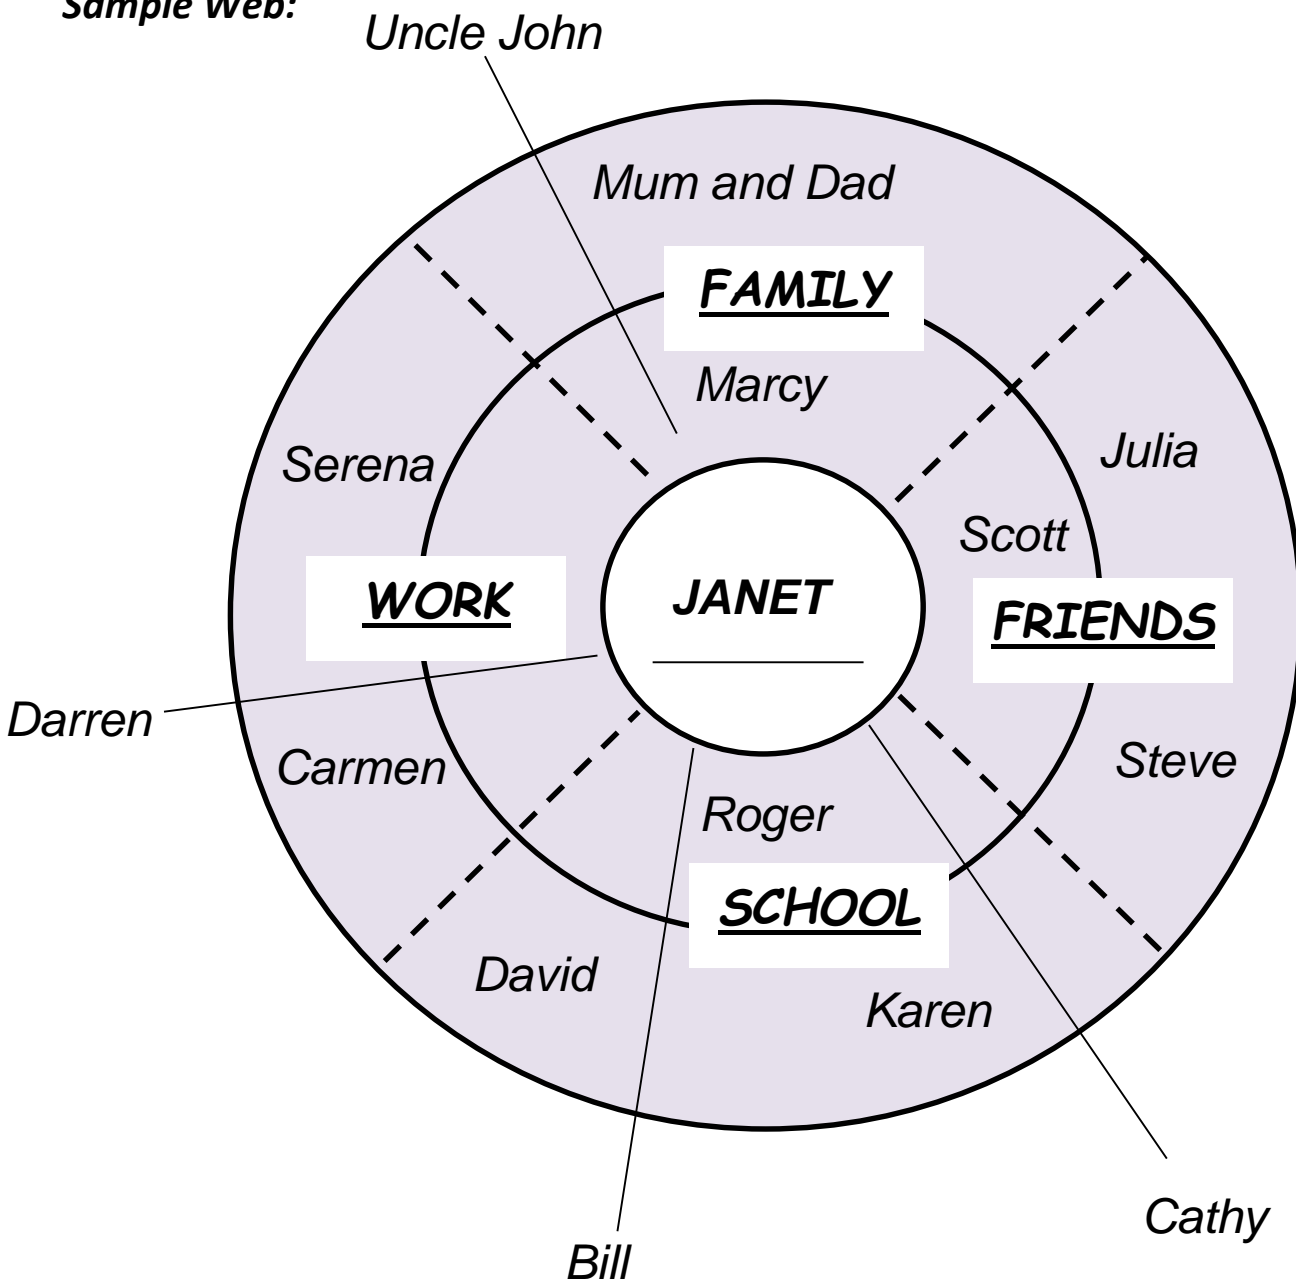 Sample Web:
Uncle John
Mum and Dad
FAMILY
Marcy
Serena
Julia
Scott
WORK
JANET
FRIENDS
Darren
Carmen
Steve
Roger
SCHOOL
David
Karen
Cathy
Bill